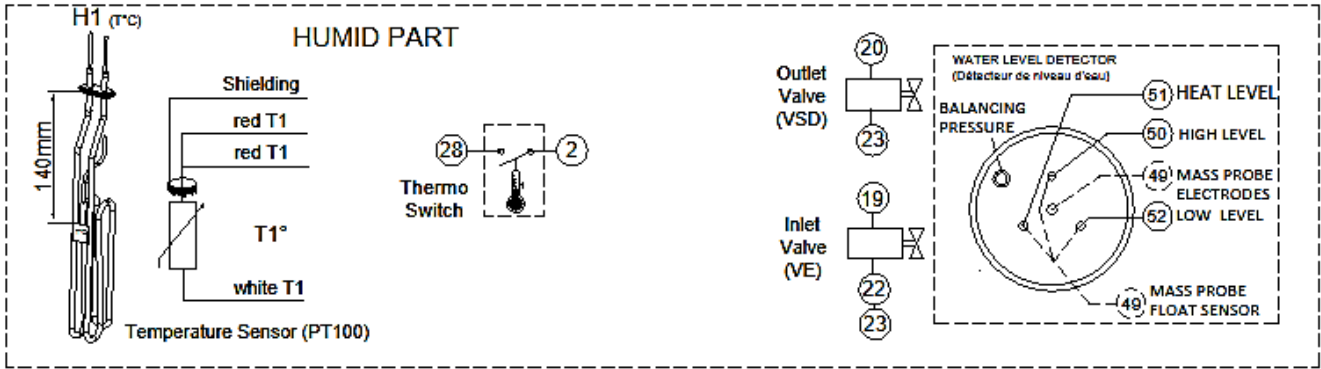 H1 (T°C)
HUMID PART
140mm
Shielding
red T1
red T1
T1°
white T1
Temperature Sensor (PT100)
28
2
Thermo
Switch
20
Outlet
Valve
(VSD)
23
19
Inlet
Valve
(VE)
22
23
WATER LEVEL DETECTOR
(Détecteur de niveau d'eau)
BALANCING
PRESSURE
51 HEAT LEVEL
50 HIGH LEVEL
49 MASS PROBE
ELECTRODES
52 LOW LEVEL
49 MASS PROBE
FLOAT SENSOR